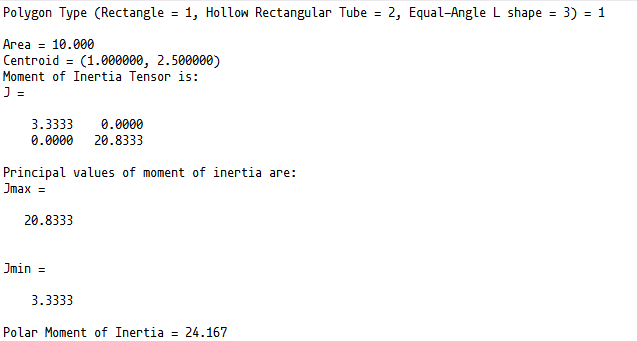 Polygon Type (Rectangle = 1, Hollow Rectangular Tube = 2, Equal-Angle L shape = 3) = 1
Area = 10.000
Centroid = (1.000000, 2.500000)
Moment of Inertia Tensor is:
J =
3.3333 0.0000
0.0000 20.8333
Principal values of moment of inertia are:
Jmax =
20.8333
Jmin =
3.3333
Polar Moment of Inertia = 24.167